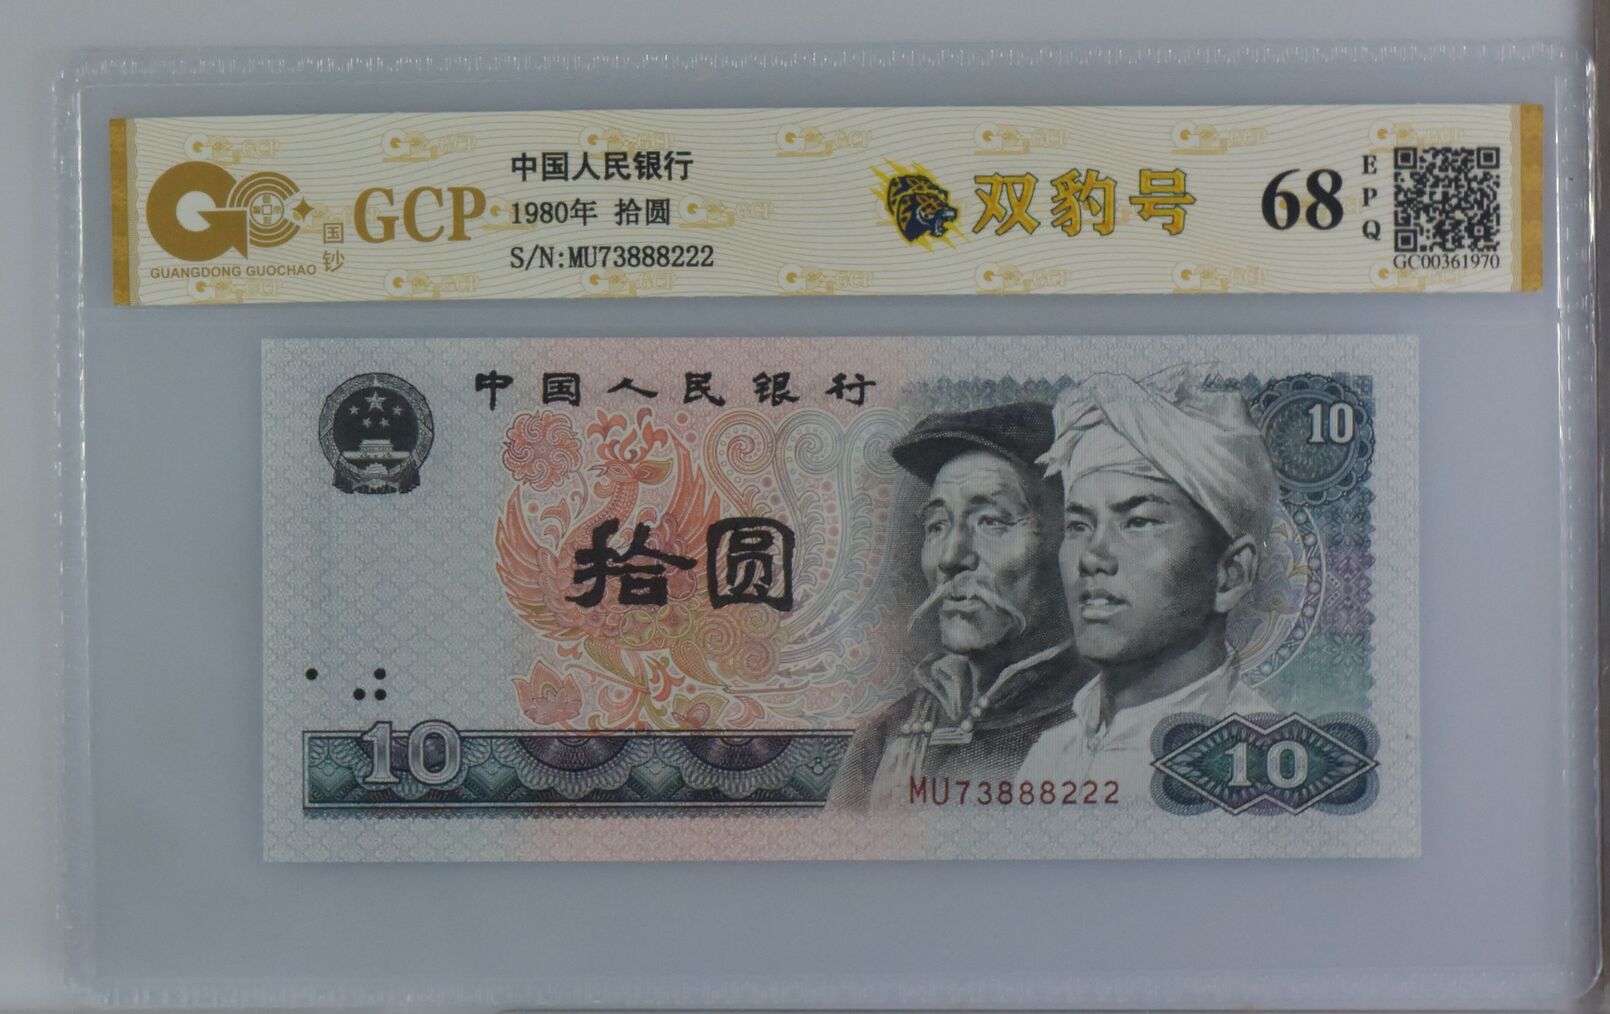 GUANGDONG GUOCHAO
国钞
GCP
中国人民银行
1980年 拾圆
S/N:MU73888222
双豹号
68
EPQ
GC00361970
中国人民银行
10
拾圆
10
MU73888222
10